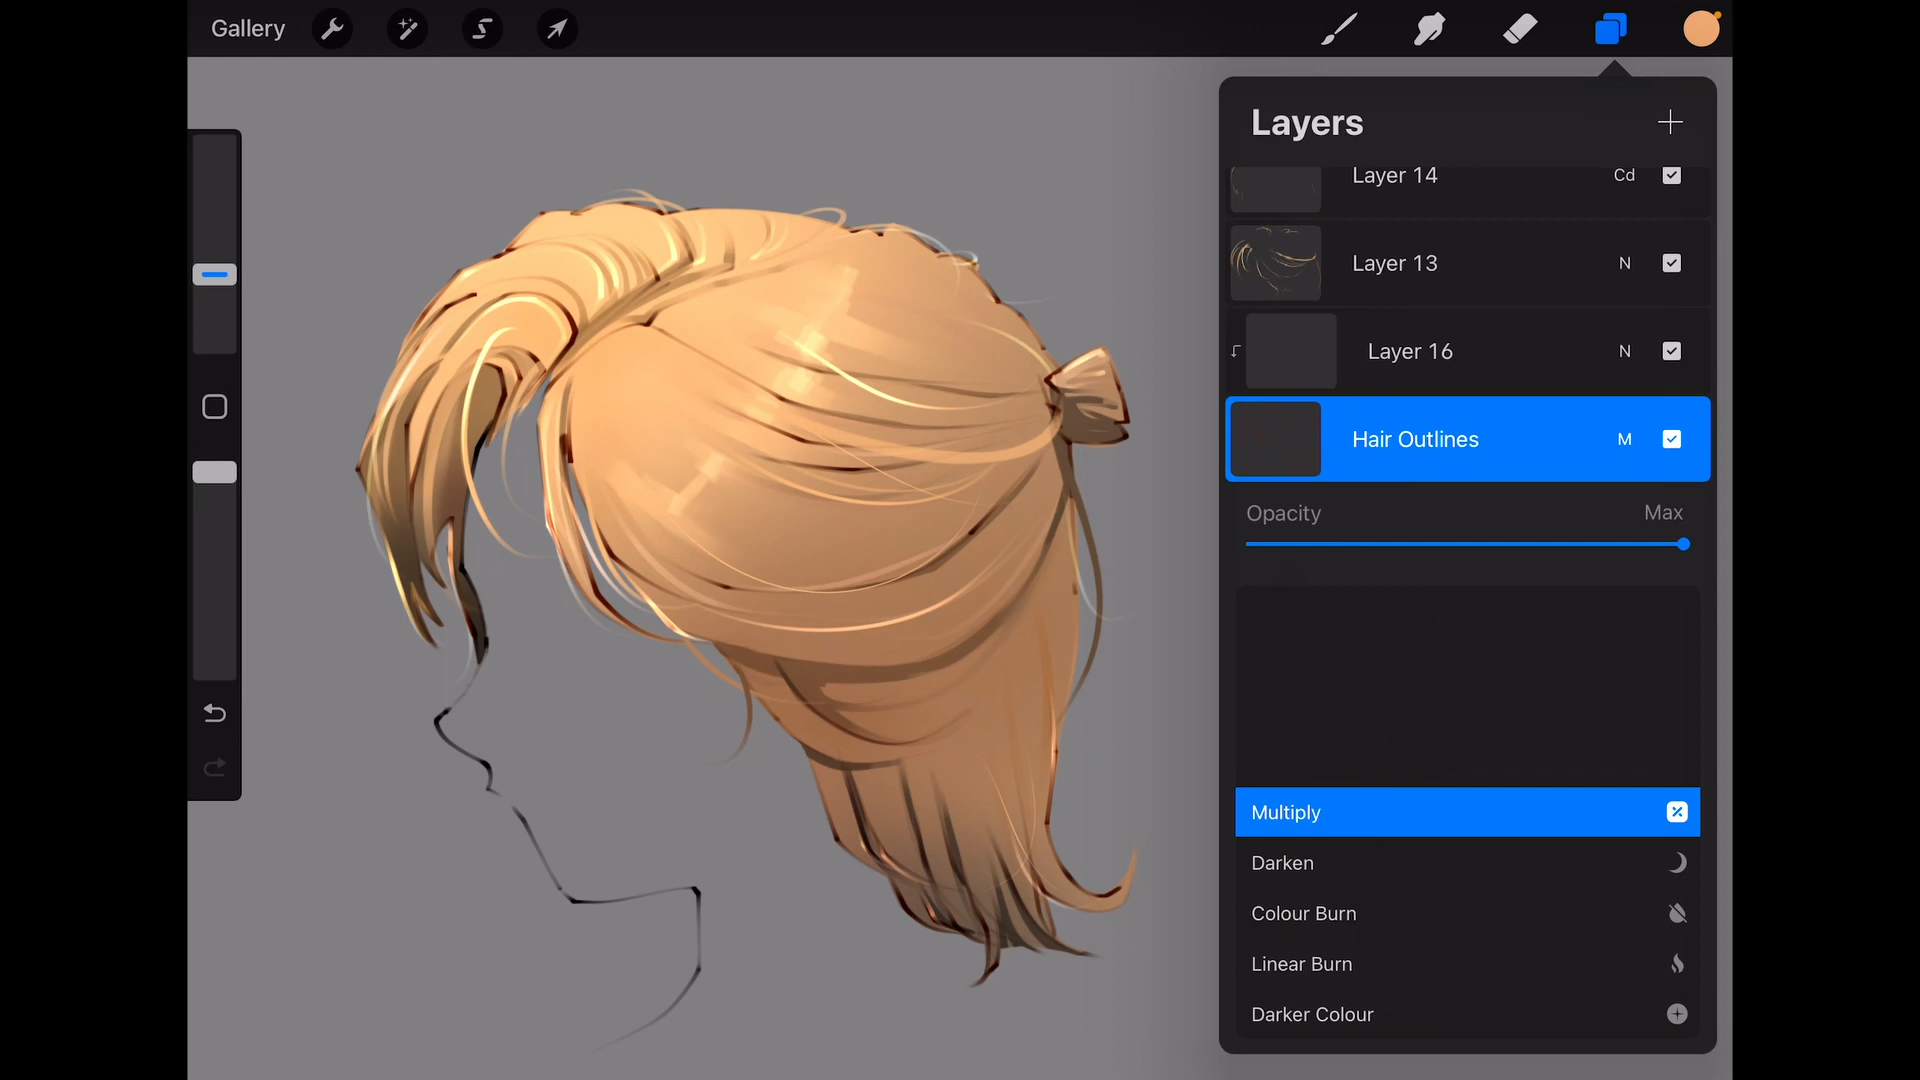 Gallery
Layers
Layer 14 Cd
Layer 13 N
Layer 16 N
Hair Outlines M
Opacity Max
Multiply
Darken
Colour Burn
Linear Burn
Darker Colour